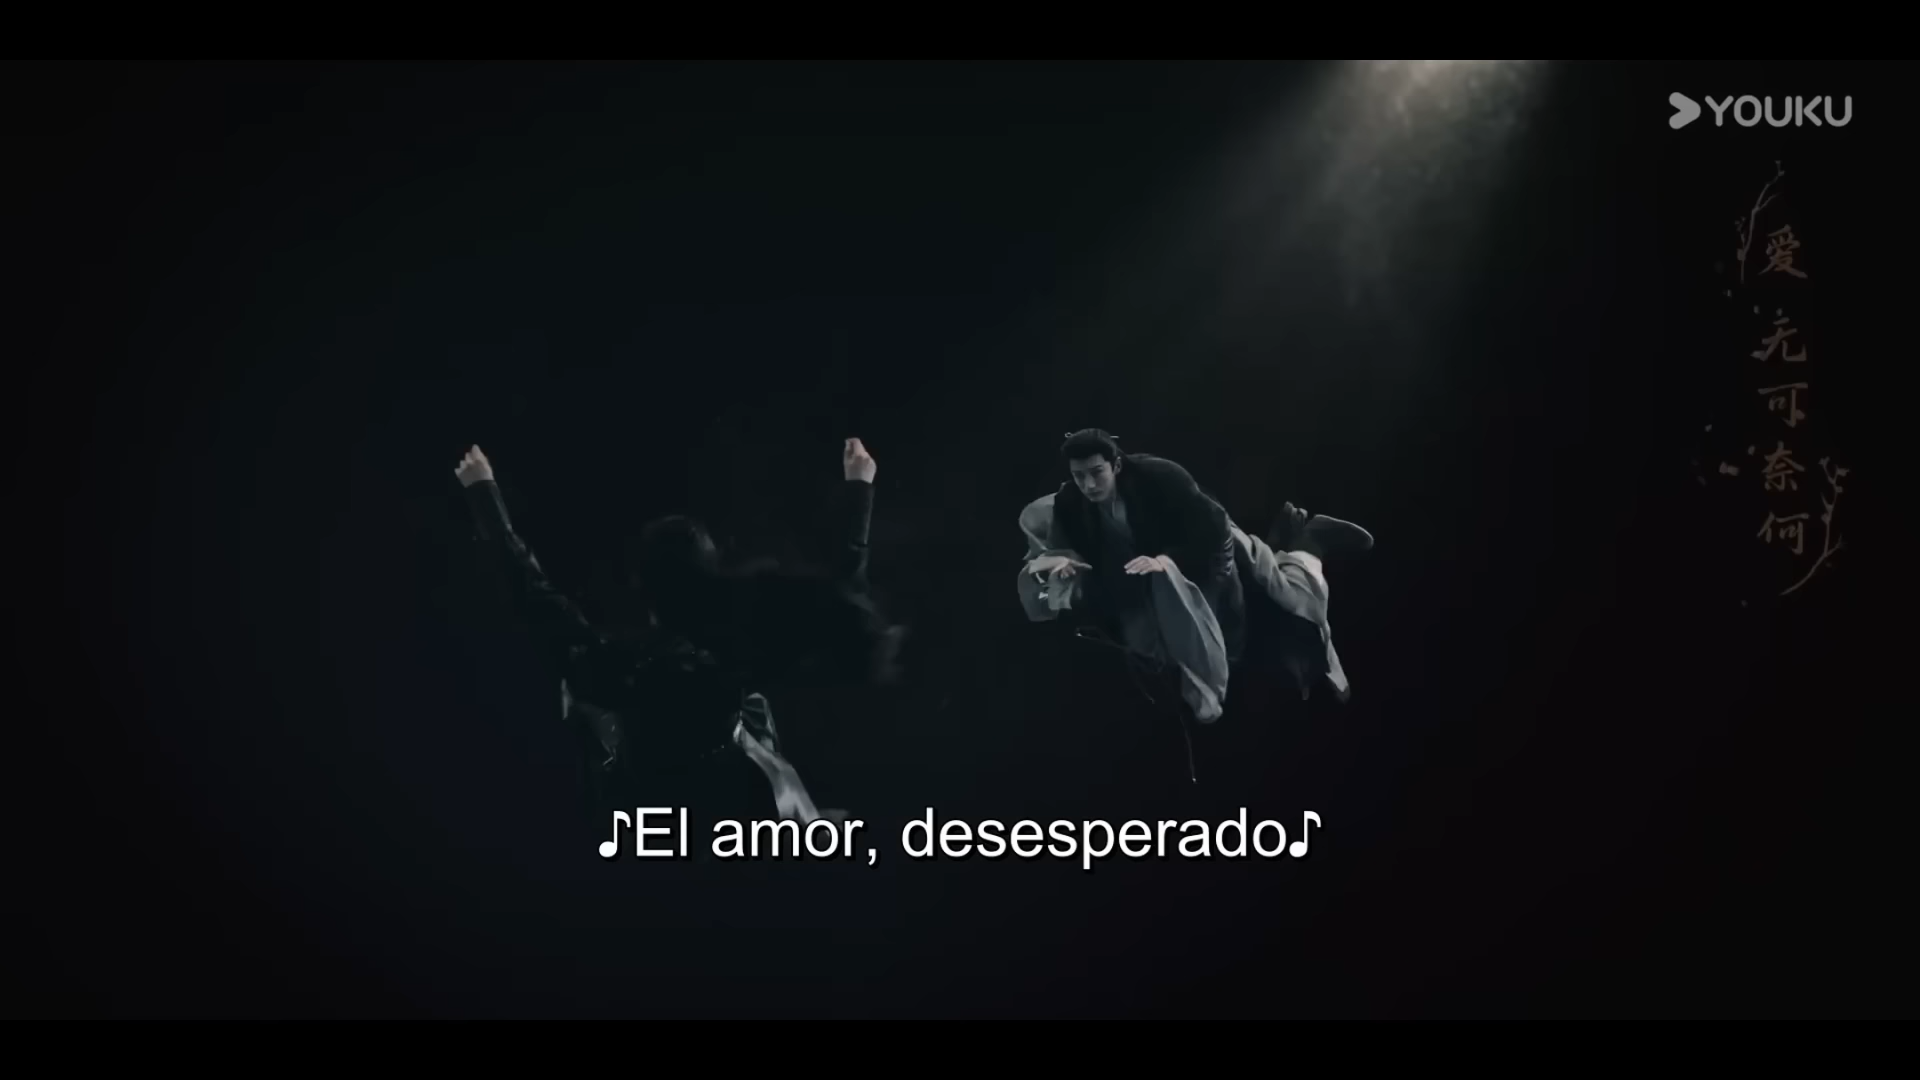 YOUKU
爱无可奈何
♪El amor, desesperado♪